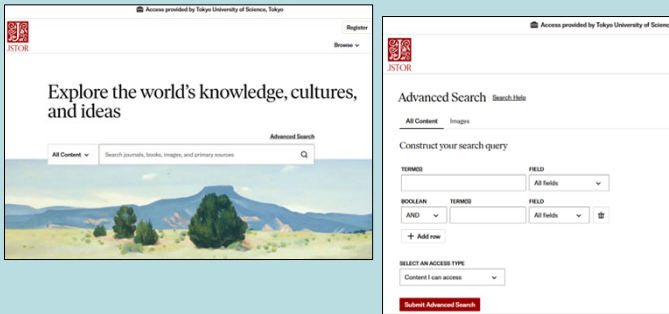 Access provided by Tokyo University of Science, Tokyo
JSTOR
Register
Browse
Explore the world's knowledge, cultures,
and ideas
Advanced Search
All Content
Search journals, books, images, and primary sources
Access provided by Tokyo University of Scienc
JSTOR
Advanced Search Search Help
All Content Images
Construct your search query
TERM(S) FIELD
All fields
BOOLEAN TERM(S) FIELD
AND All fields
+ Add row
SELECT AN ACCESS TYPE
Content I can access
Submit Advanced Search